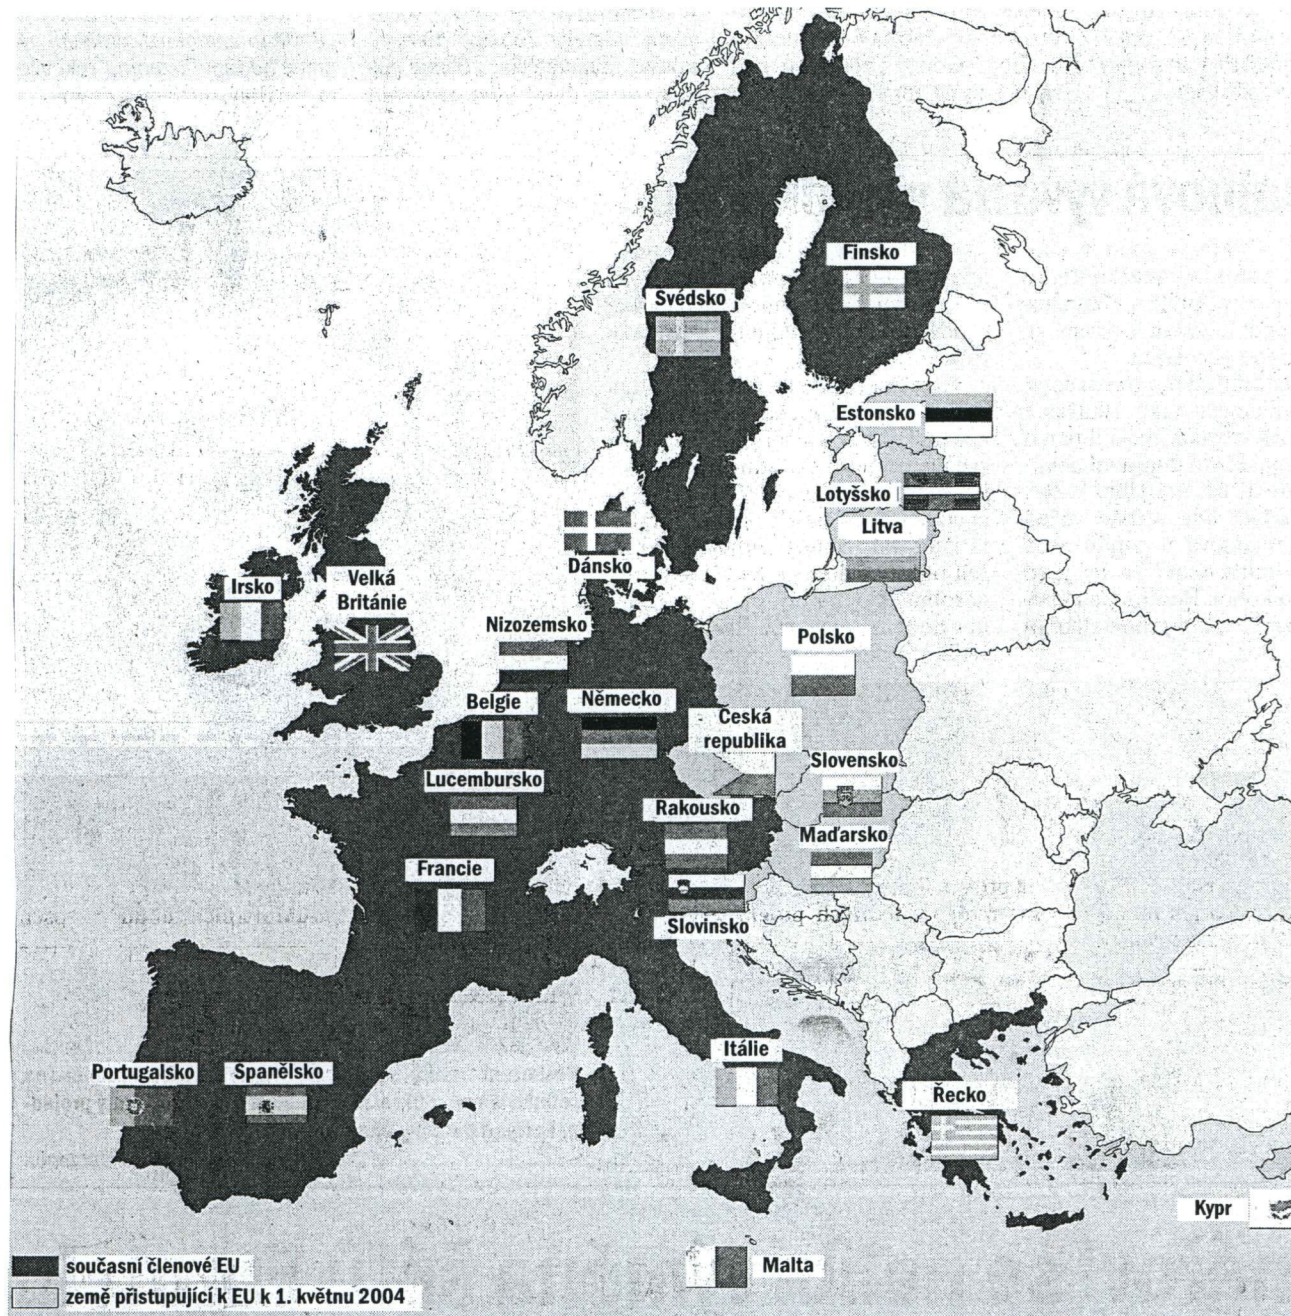 Finsko
Švédsko
Estonsko
Lotyšsko
Litva
Dánsko
Irsko
Velká
Británie
Nizozemsko
Polsko
Belgie
Německo
Česká
republika
Slovensko
Lucembursko
Rakousko
Maďarsko
Francie
Slovinsko
Itálie
Portugalsko
Španělsko
Řecko
Kypr
Malta
současní členové EU
země přistupující k EU k 1. květnu 2004